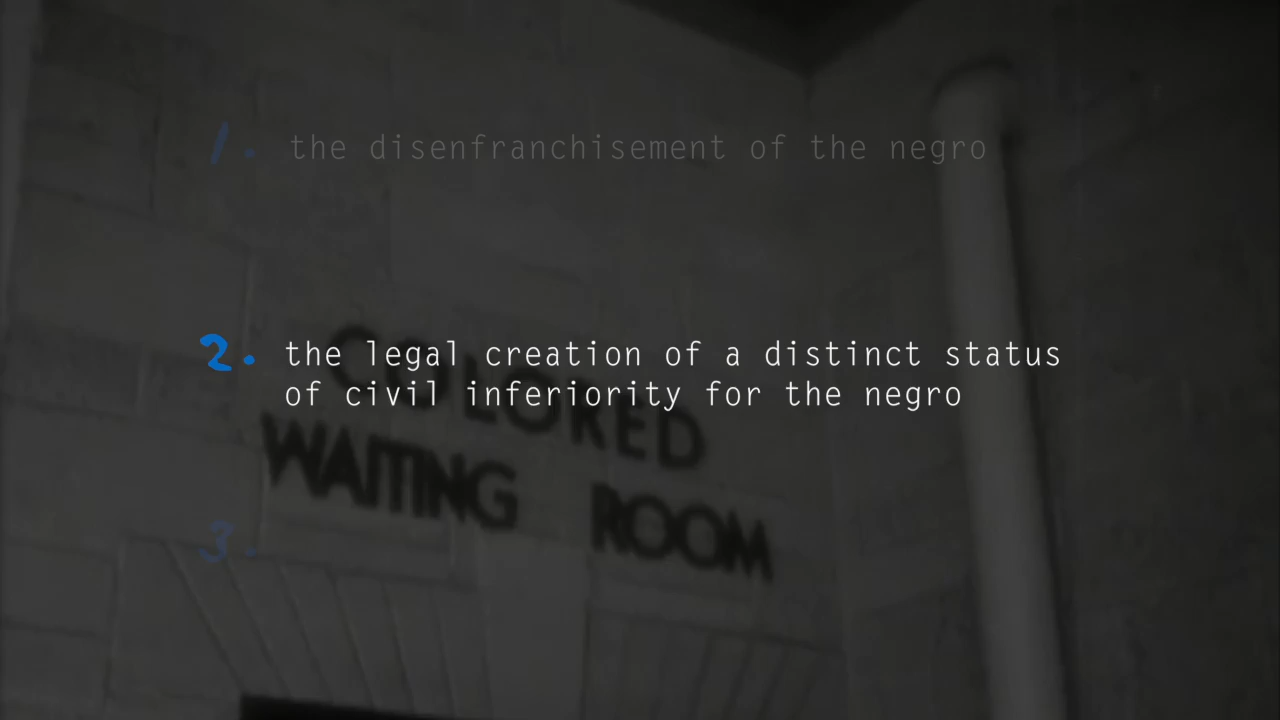 1. the disenfranchisement of the negro
2. the legal creation of a distinct status
of civil inferiority for the negro
COLORED
WAITING ROOM
3.